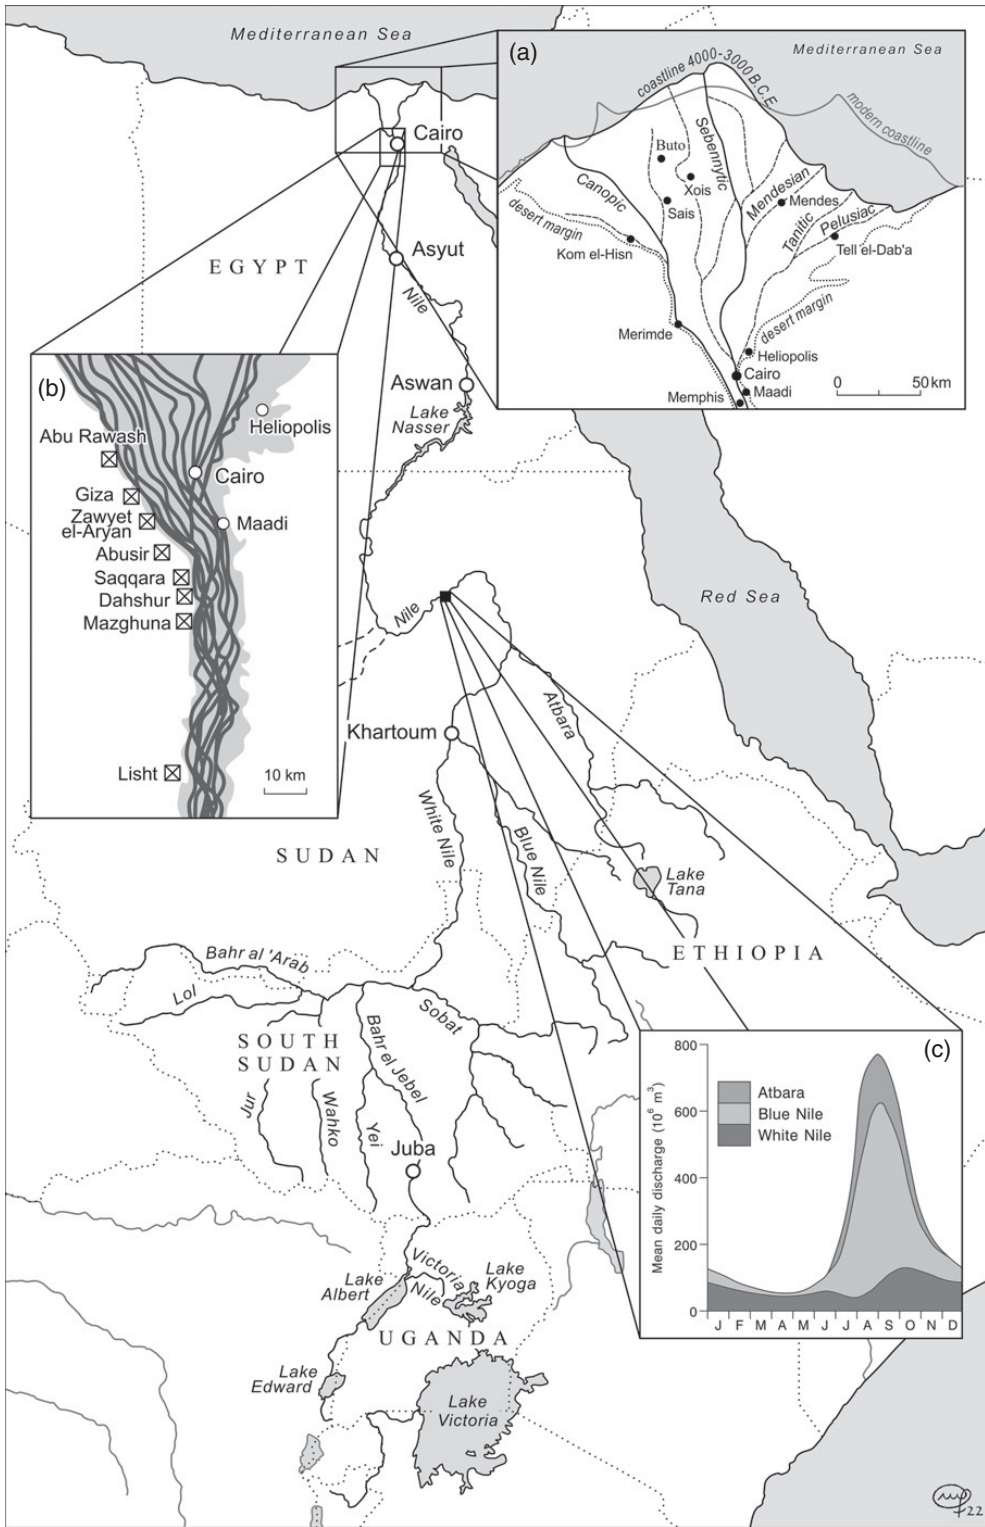 Mediterranean Sea
Cairo
Asyut
EGYPT
Nile
Aswan
Lake
Nasser
Red Sea
Nile
Atbara
Khartoum
White Nile
Blue Nile
SUDAN
Lake
Tana
ETHIOPIA
Bahr al 'Arab
Lol
Sobat
SOUTH
SUDAN
Bahr el Jebel
Jur
Wahko
Yei
Juba
Victoria
Nile
Lake
Kyoga
Lake
Albert
UGANDA
Lake
Edward
Lake
Victoria
(a)
Mediterranean Sea
coastline 4000-3000 B.C.E
modern coastline
Buto
Sebennytic
Xois
Canopic
Sais
Mendesian
Mendes
Tanitic
Pelusiac
desert margin
Kom el-Hisn
Tell el-Dab'a
desert margin
Merimde
Heliopolis
Cairo
Maadi
Memphis
0 50 km
(b)
Heliopolis
Abu Rawash
Cairo
Giza
Zawyet
el-Aryan
Maadi
Abusir
Saqqara
Dahshur
Mazghuna
Lisht
10 km
(c)
Mean daily discharge (10⁶ m³)
800
600
400
200
0
Atbara
Blue Nile
White Nile
J F M A M J J A S O N D
22